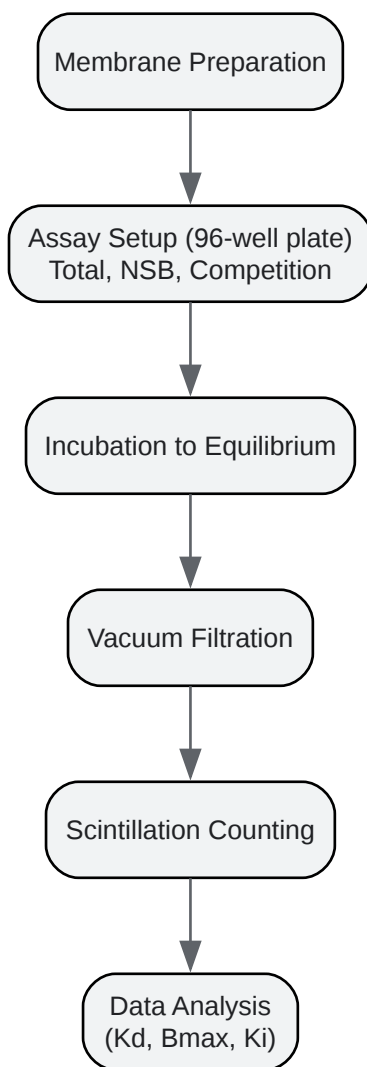 Membrane Preparation
Assay Setup (96-well plate)
Total, NSB, Competition
Incubation to Equilibrium
Vacuum Filtration
Scintillation Counting
Data Analysis
(Kd, Bmax, Ki)